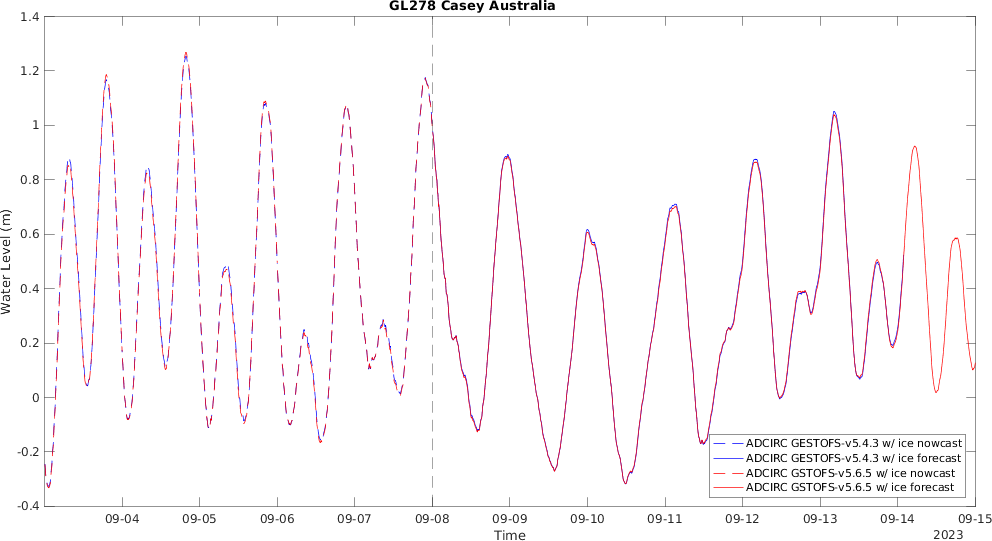 GL278 Casey Australia
1.4
1.2
1
0.8
0.6
0.4
0.2
0
-0.2
-0.4
Water Level (m)
ADCIRC GESTOFS-v5.4.3 w/ ice nowcast
ADCIRC GESTOFS-v5.4.3 w/ ice forecast
ADCIRC GSTOFS-v5.6.5 w/ ice nowcast
ADCIRC GSTOFS-v5.6.5 w/ ice forecast
09-04 09-05 09-06 09-07 09-08 09-09 09-10 09-11 09-12 09-13 09-14 09-15
Time
2023